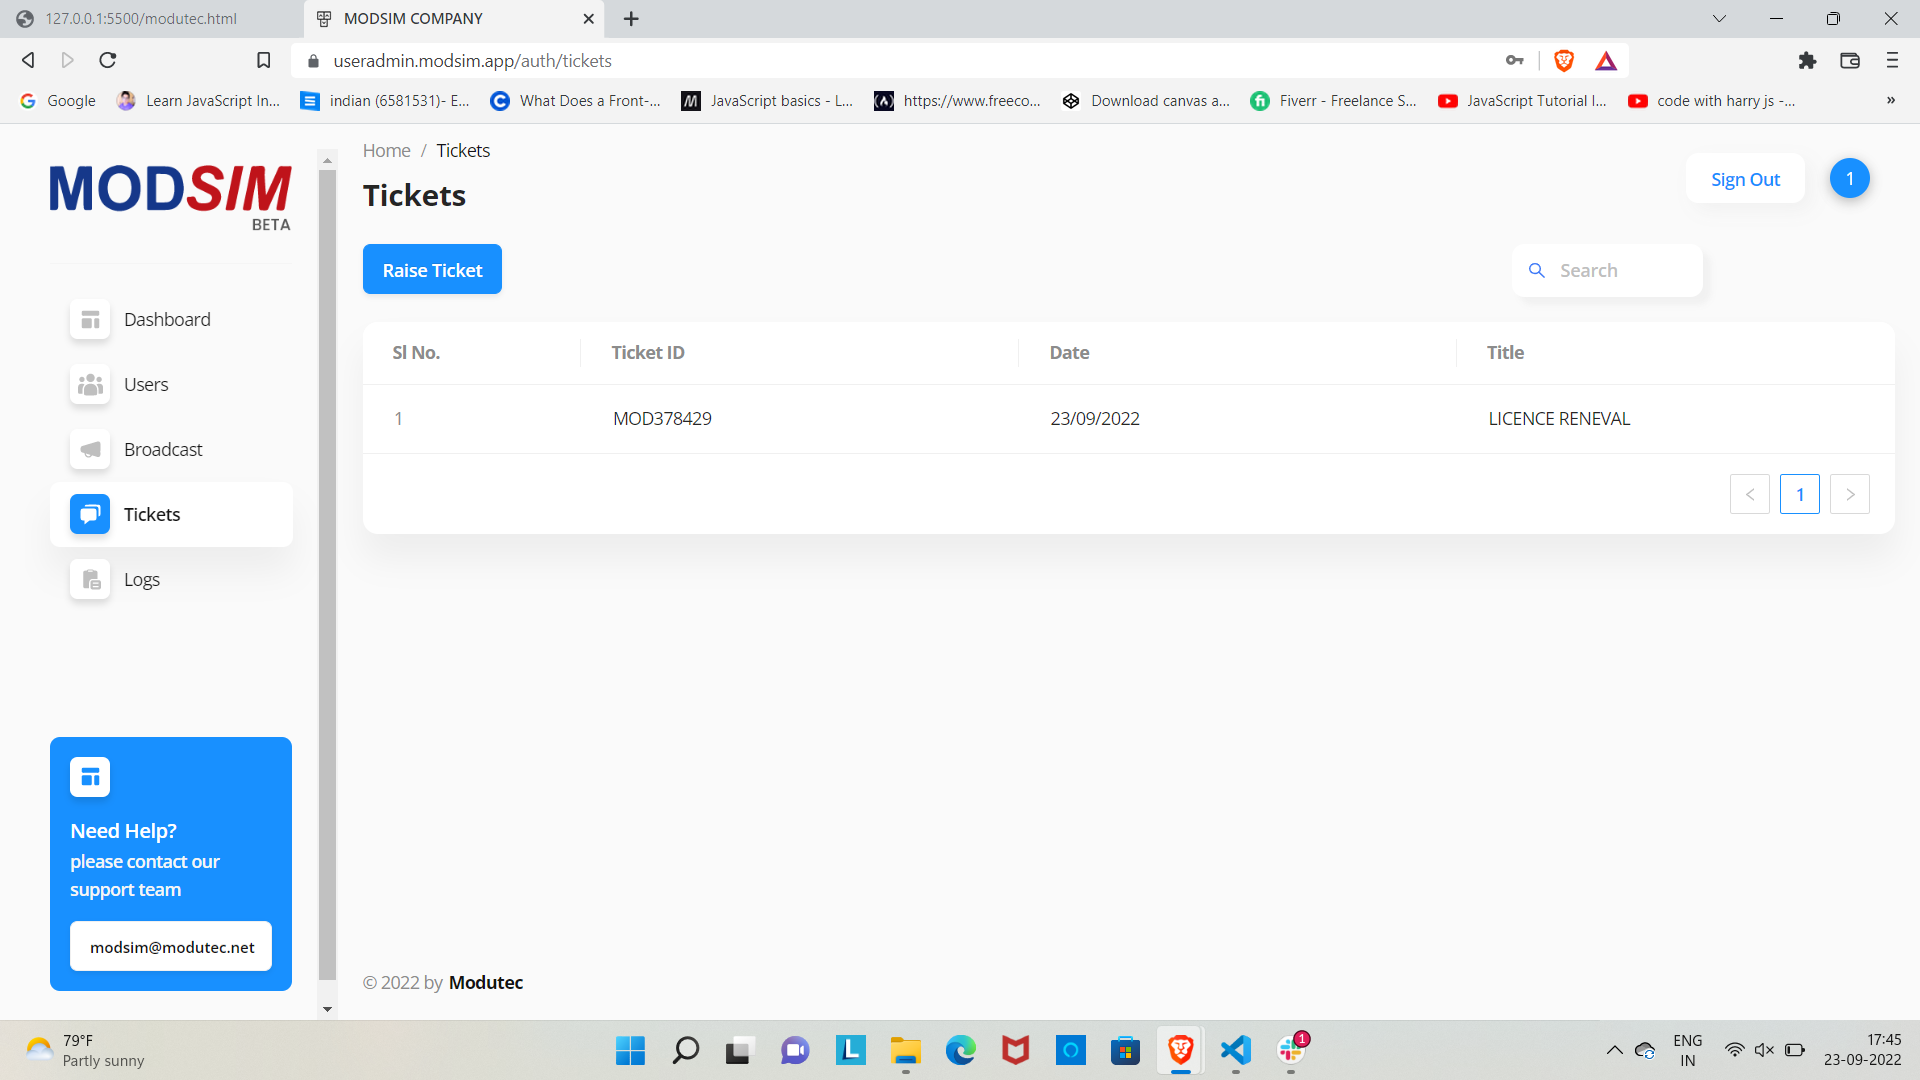 127.0.0.1:5500/modutec.html
MODSIM COMPANY
useradmin.modsim.app/auth/tickets
Google
Learn JavaScript In...
indian (6581531)- E...
What Does a Front-...
JavaScript basics - L...
https://www.freeco...
Download canvas a...
Fiverr - Freelance S...
JavaScript Tutorial I...
code with harry js -...
»
MODSIM
BETA
Dashboard
Users
Broadcast
Tickets
Logs
Need Help?
please contact our
support team
modsim@modutec.net
Home / Tickets
Tickets
Sign Out
1
Raise Ticket
Search
Sl No. Ticket ID Date Title
1 MOD378429 23/09/2022 LICENCE RENEVAL
< 1 >
© 2022 by Modutec
79°F
Partly sunny
1
ENG
IN
17:45
23-09-2022